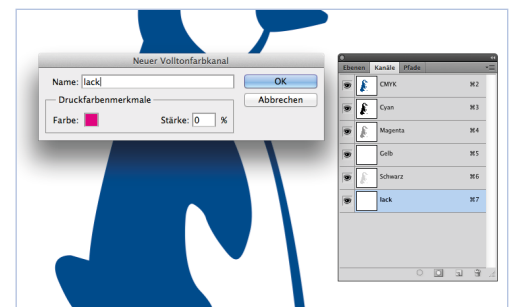 Neuer Volltonfarbkanal
Name: lack
OK
Druckfarbenmerkmale
Abbrechen
Farbe:
Stärke: 0 %
Ebenen Kanäle Pfade
CMYK ⌘2
Cyan ⌘3
Magenta ⌘4
Gelb ⌘5
Schwarz ⌘6
lack ⌘7